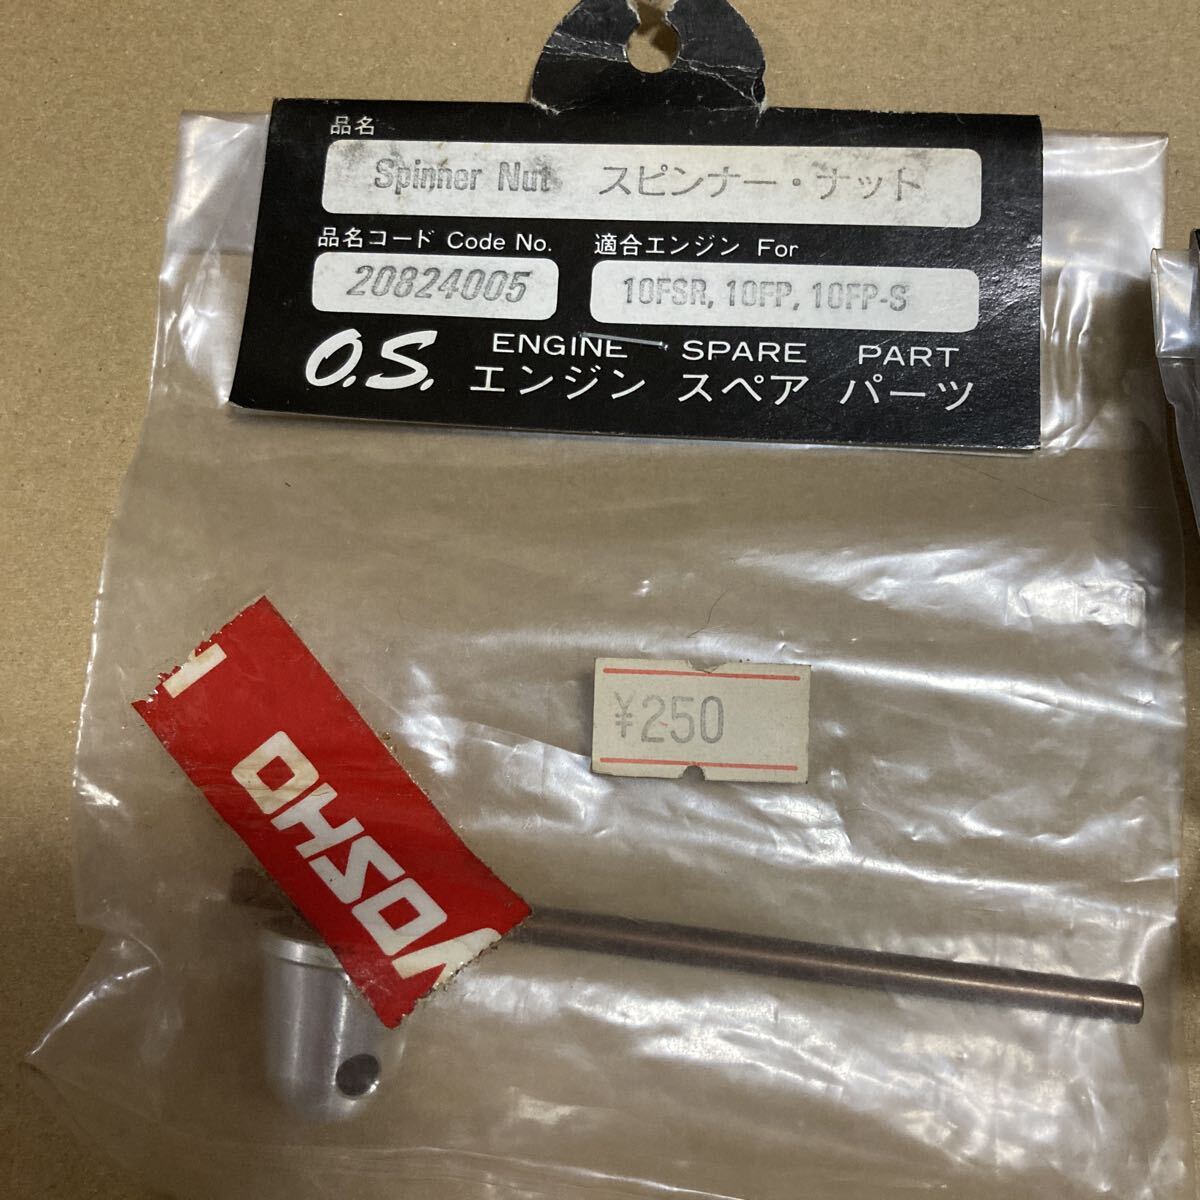 品名
Spinner Nut スピンナー・ナット
品名コード Code No.
適合エンジン For
20824005
10FSR, 10FP, 10FP-S
O.S. ENGINE SPARE PART
エンジン スペア パーツ
¥250
OHSO